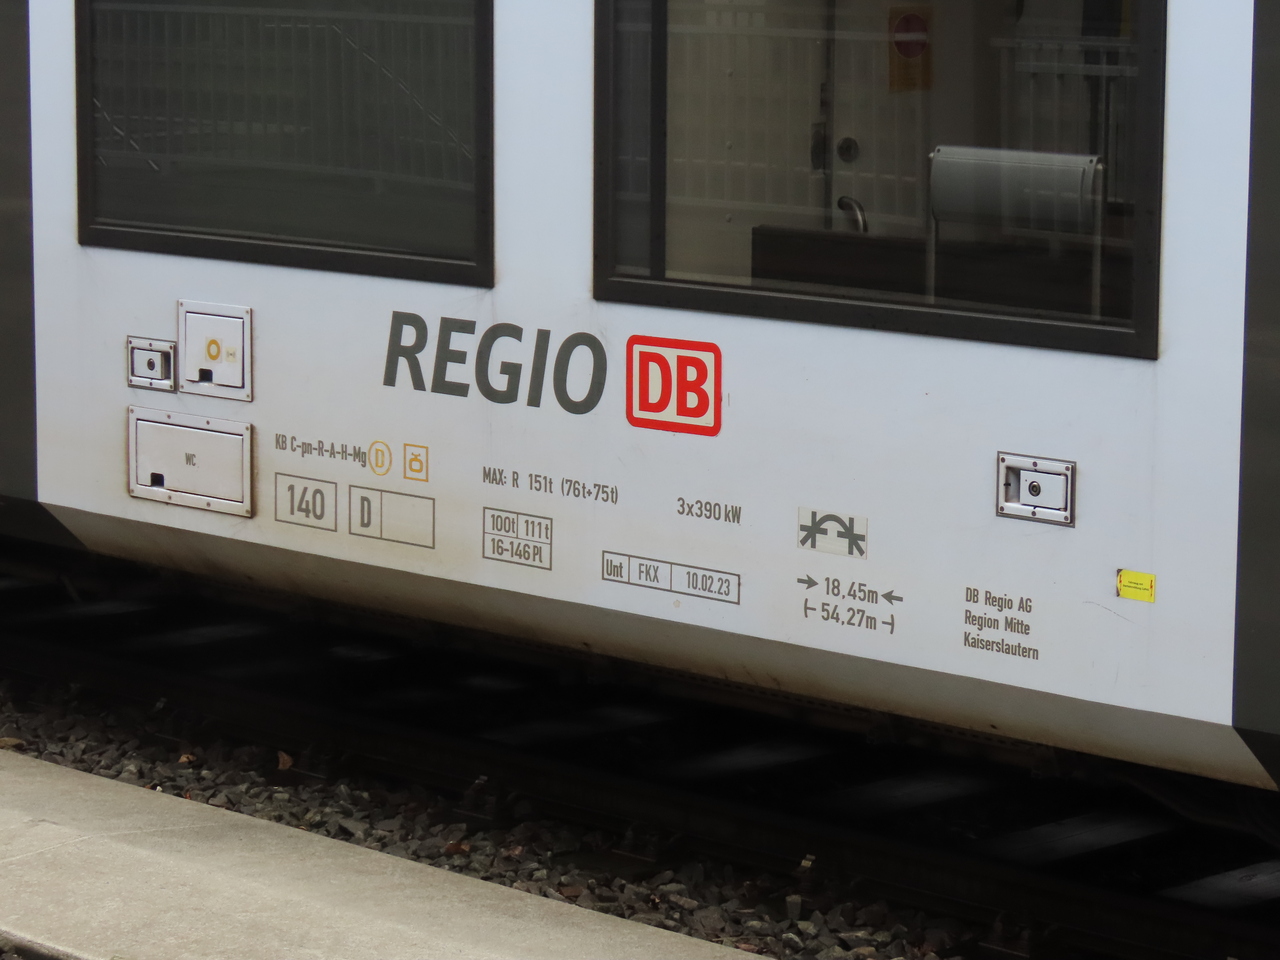 REGIO DB
WC
KB C-pn-R-A-H-Mg D
140 D
MAX: R 151t (76t+75t)
100t 111t
16-146 Pl
3x390 kW
Unt FKX 10.02.23
18,45m
54,27m
DB Regio AG
Region Mitte
Kaiserslautern